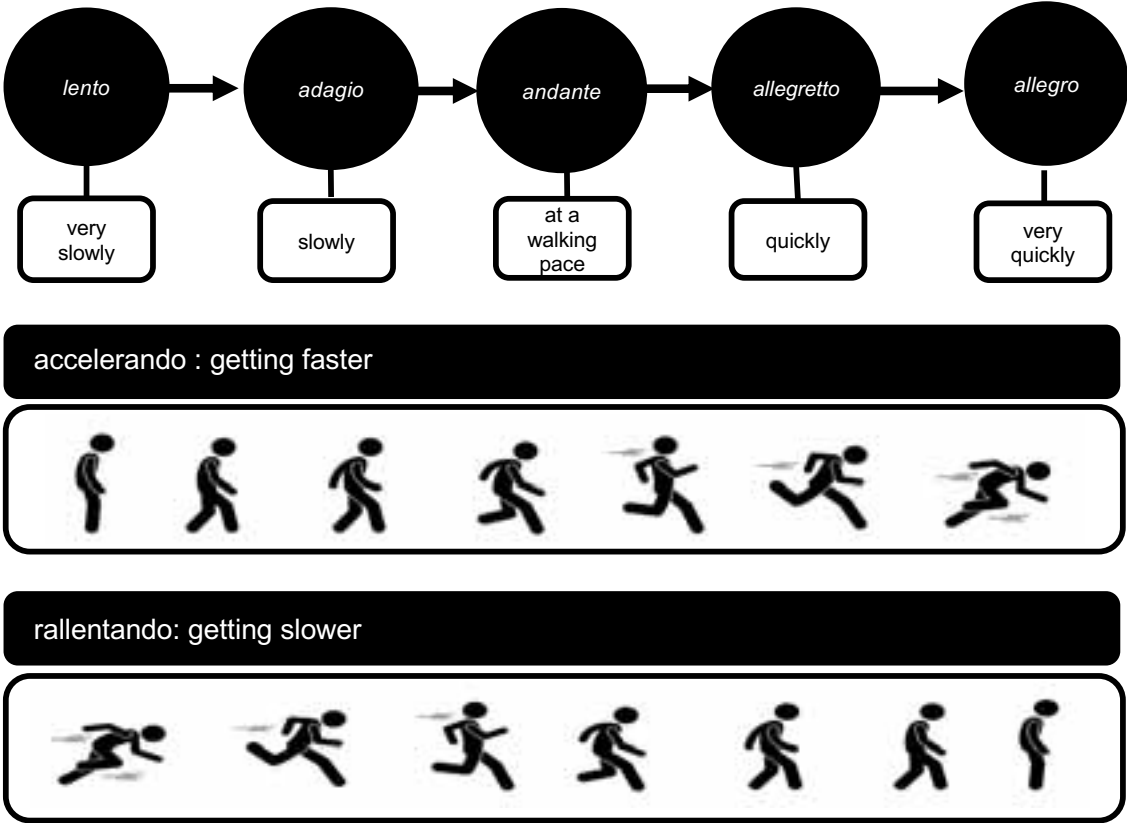 lento
adagio
andante
allegretto
allegro
very
slowly
slowly
at a
walking
pace
quickly
very
quickly
accelerando : getting faster
rallentando: getting slower